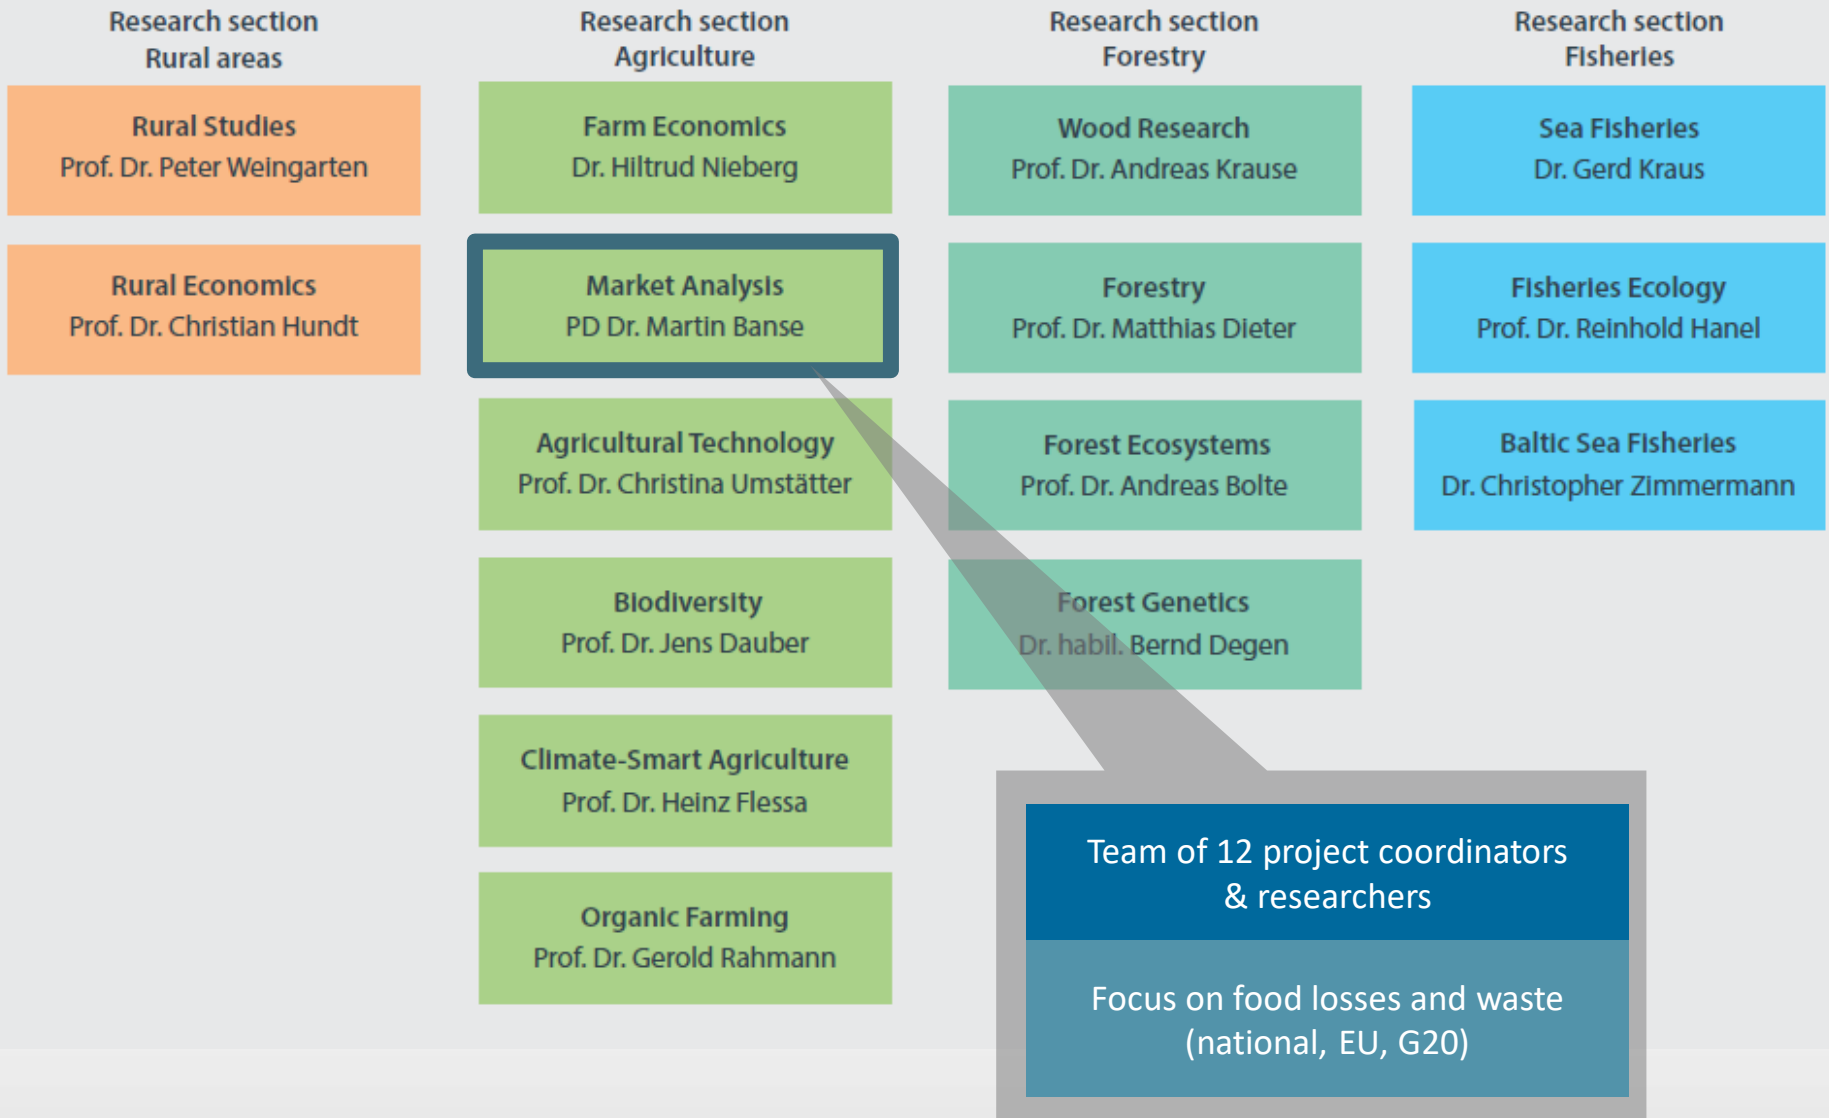 Research section
Rural areas
Rural Studies
Prof. Dr. Peter Weingarten
Rural Economics
Prof. Dr. Christian Hundt
Research section
Agriculture
Farm Economics
Dr. Hiltrud Nieberg
Market Analysis
PD Dr. Martin Banse
Agricultural Technology
Prof. Dr. Christina Umstätter
Biodiversity
Prof. Dr. Jens Dauber
Climate-Smart Agriculture
Prof. Dr. Heinz Flessa
Organic Farming
Prof. Dr. Gerold Rahmann
Research section
Forestry
Wood Research
Prof. Dr. Andreas Krause
Forestry
Prof. Dr. Matthias Dieter
Forest Ecosystems
Prof. Dr. Andreas Bolte
Forest Genetics
Dr. habil. Bernd Degen
Research section
Fisheries
Sea Fisheries
Dr. Gerd Kraus
Fisheries Ecology
Prof. Dr. Reinhold Hanel
Baltic Sea Fisheries
Dr. Christopher Zimmermann
Team of 12 project coordinators
& researchers
Focus on food losses and waste
(national, EU, G20)